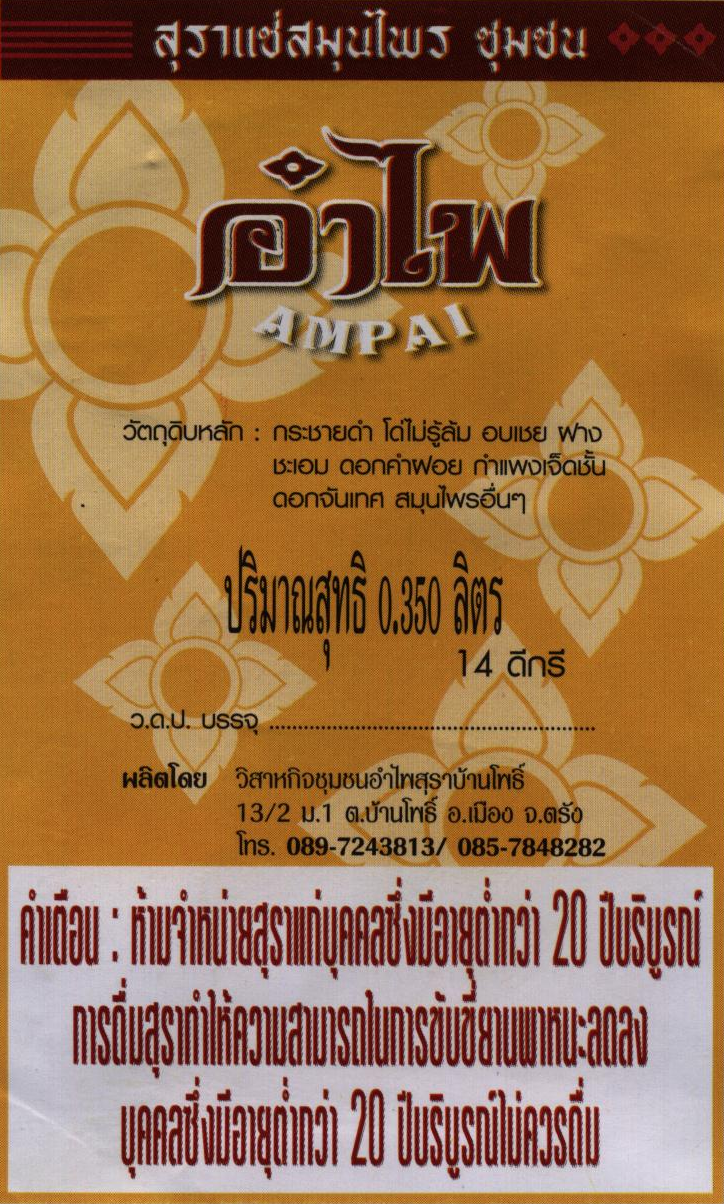 สุราแช่สมุนไพร ชุมชน
อำไพ
AMPAI
วัตถุดิบหลัก : กระชายดำ โด่ไม่รู้ล้ม อบเชย ฝาง
ชะเอม ดอกคำฝอย กำแพงเจ็ดชั้น
ดอกจันเทศ สมุนไพรอื่นๆ
ปริมาณสุทธิ 0.350 ลิตร
14 ดีกรี
ว.ด.ป. บรรจุ ......................................................
ผลิตโดย วิสาหกิจชุมชนอำไพสุราบ้านโพธิ์
13/2 ม.1 ต.บ้านโพธิ์ อ.เมือง จ.ตรัง
โทร. 089-7243813/ 085-7848282
คำเตือน : ห้ามจำหน่ายสุราแก่บุคคลซึ่งมีอายุต่ำกว่า 20 ปีบริบูรณ์
การดื่มสุราทำให้ความสามารถในการขับขี่ยานพาหนะลดลง
บุคคลซึ่งมีอายุต่ำกว่า 20 ปีบริบูรณ์ไม่ควรดื่ม